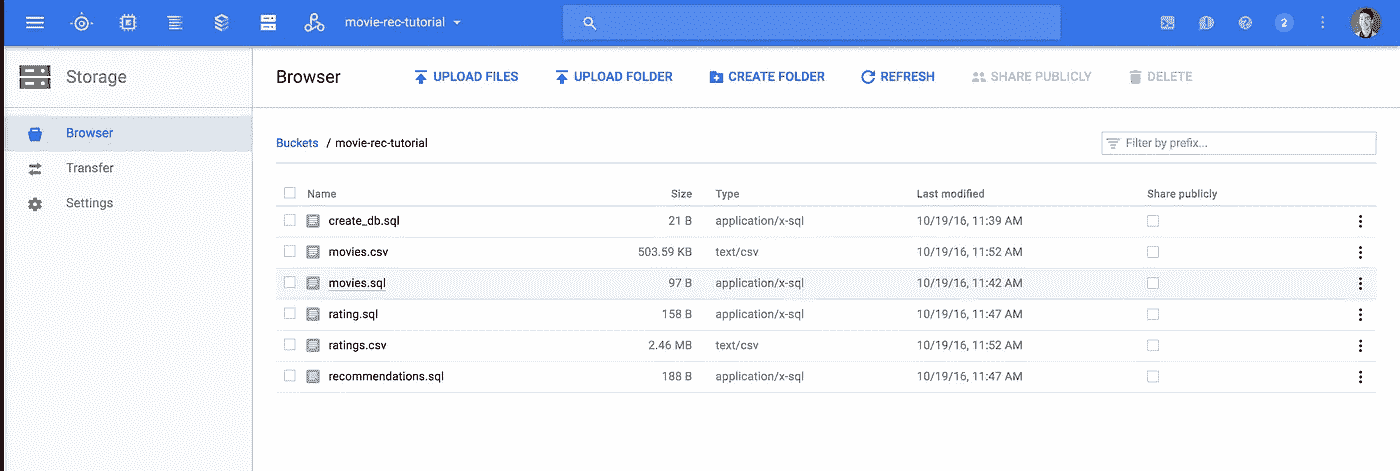 movie-rec-tutorial
2
Storage
Browser UPLOAD FILES UPLOAD FOLDER CREATE FOLDER REFRESH SHARE PUBLICLY DELETE
Browser
Transfer
Settings
Buckets / movie-rec-tutorial
Filter by prefix...
Name Size Type Last modified Share publicly
create_db.sql 21 B application/x-sql 10/19/16, 11:39 AM
movies.csv 503.59 KB text/csv 10/19/16, 11:52 AM
movies.sql 97 B application/x-sql 10/19/16, 11:42 AM
rating.sql 158 B application/x-sql 10/19/16, 11:47 AM
ratings.csv 2.46 MB text/csv 10/19/16, 11:52 AM
recommendations.sql 188 B application/x-sql 10/19/16, 11:47 AM